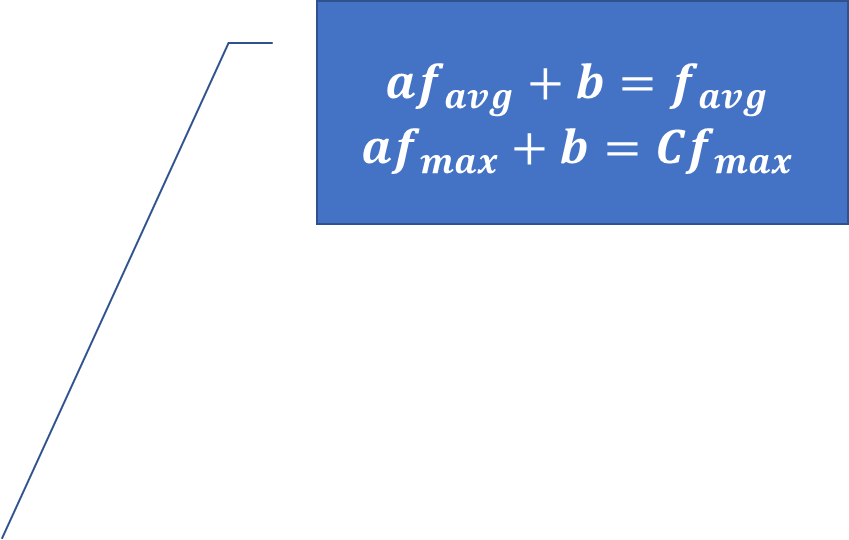 af_avg + b = f_avg
af_max + b = Cf_max